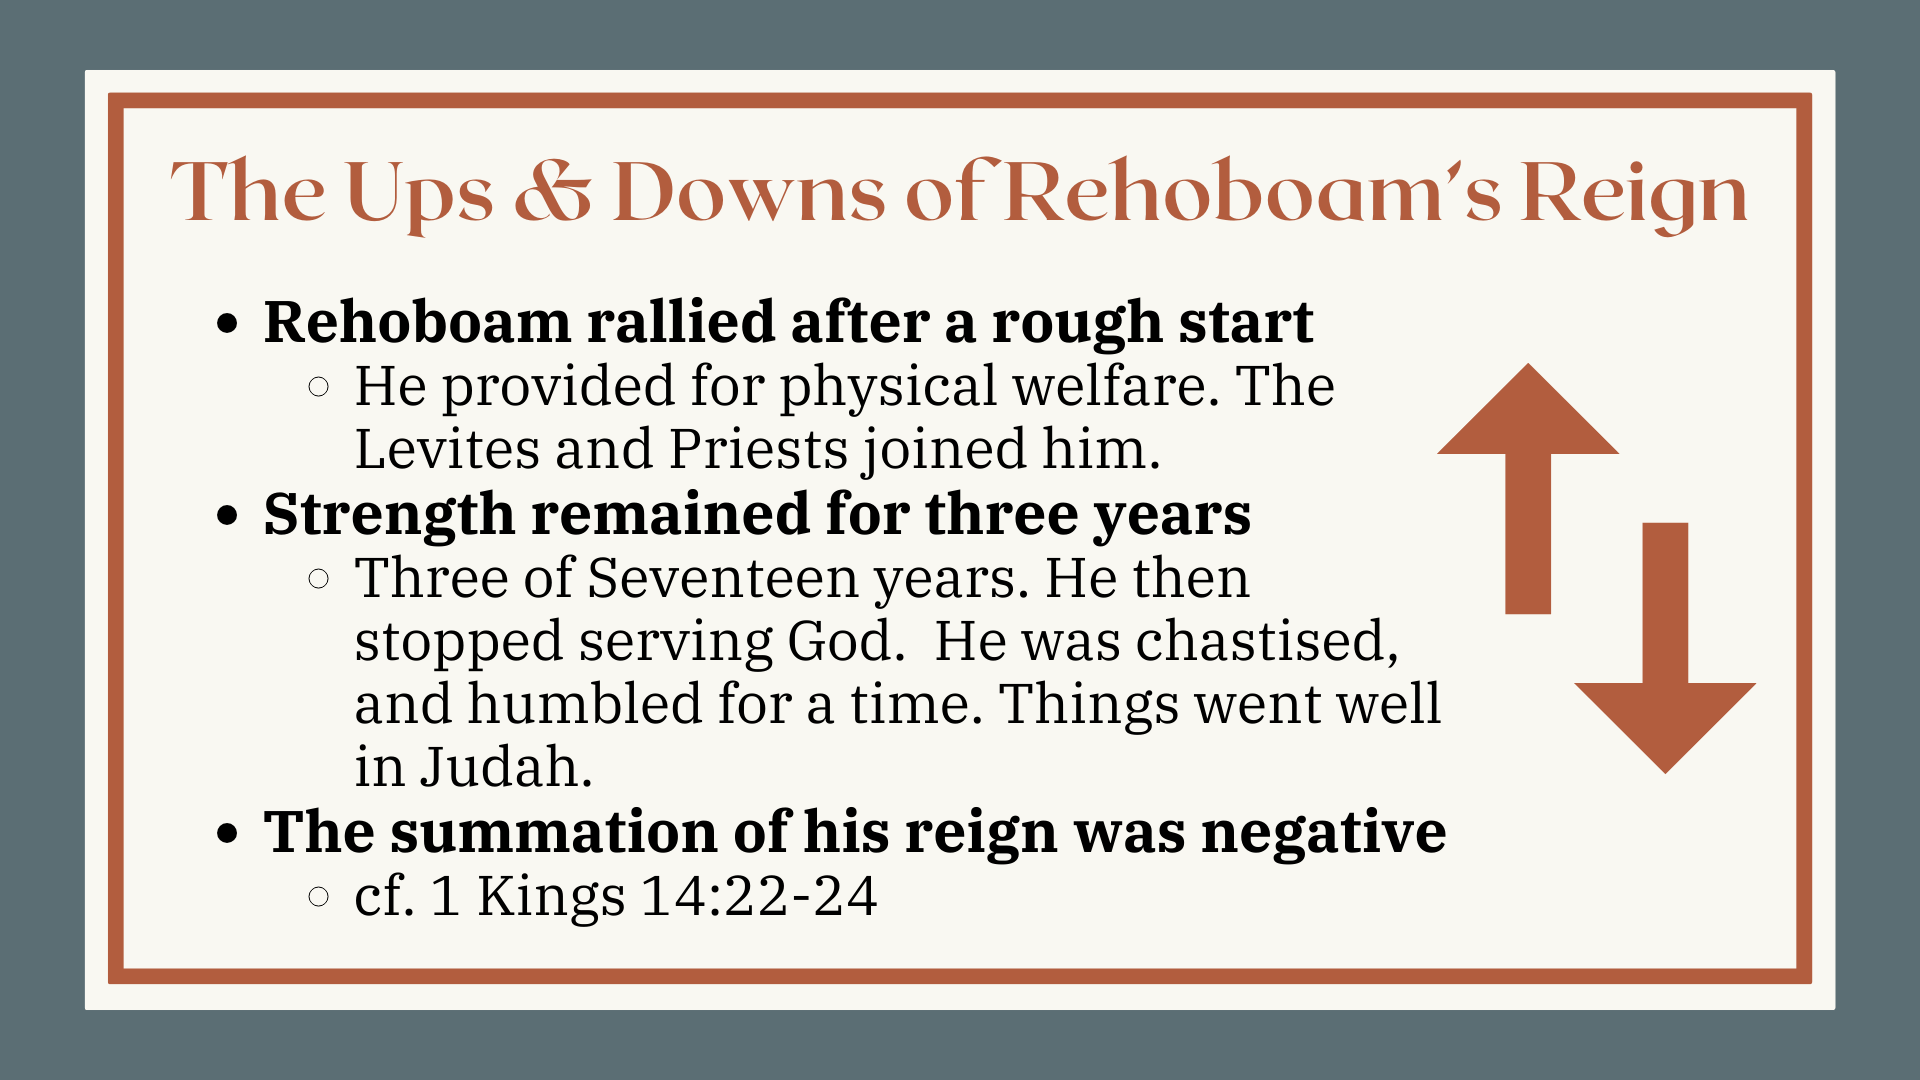 The Ups & Downs of Rehoboam's Reign
• Rehoboam rallied after a rough start
○ He provided for physical welfare. The
Levites and Priests joined him.
• Strength remained for three years
○ Three of Seventeen years. He then
stopped serving God.  He was chastised,
and humbled for a time. Things went well
in Judah.
• The summation of his reign was negative
○ cf. 1 Kings 14:22-24